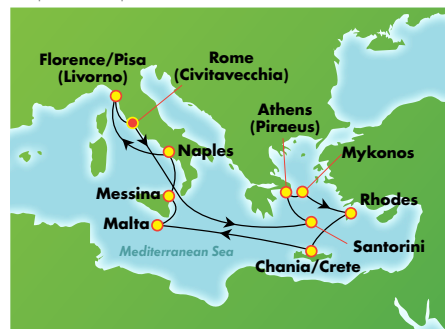 Florence/Pisa
(Livorno)
Rome
(Civitavecchia)
Athens
(Piraeus)
Naples
Mykonos
Messina
Rhodes
Malta
Santorini
Mediterranean Sea
Chania/Crete